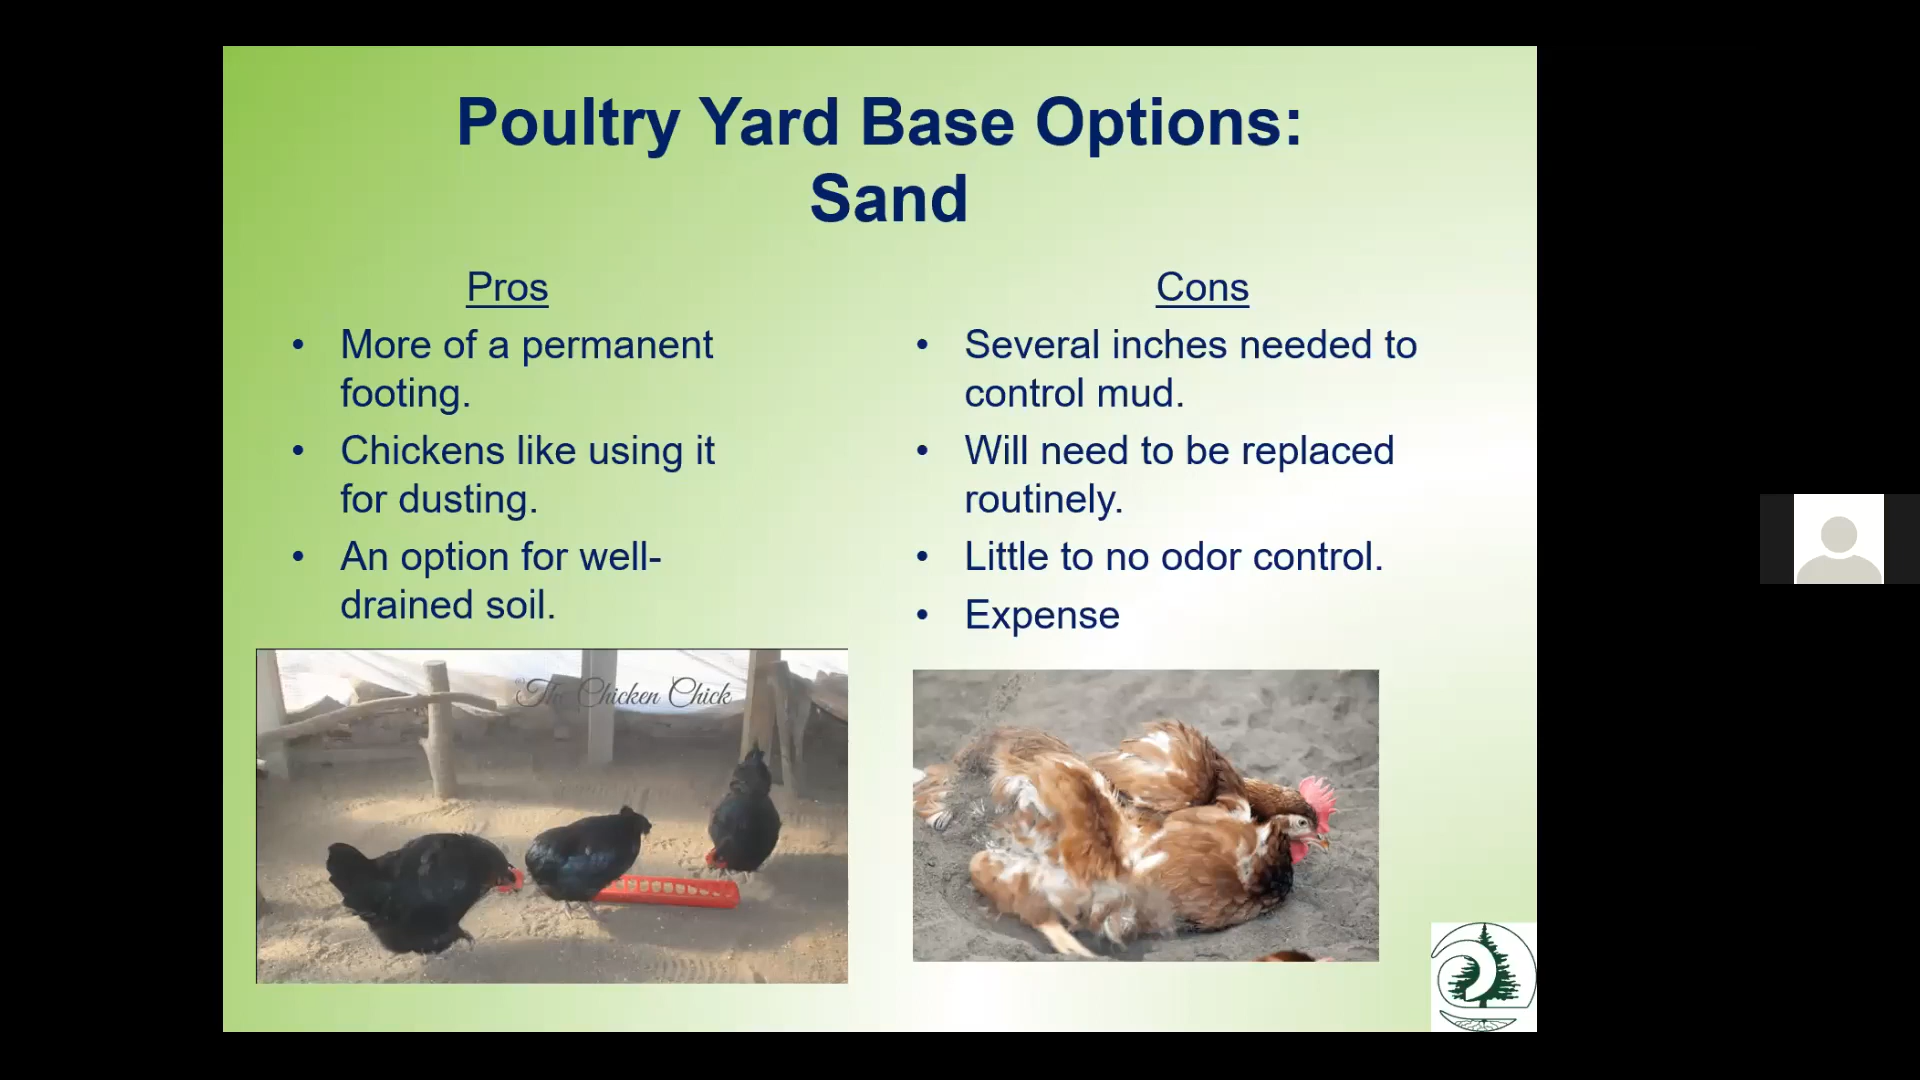 Poultry Yard Base Options:
Sand
Pros
• More of a permanent
footing.
• Chickens like using it
for dusting.
• An option for well-
drained soil.
Cons
• Several inches needed to
control mud.
• Will need to be replaced
routinely.
• Little to no odor control.
• Expense
The Chicken Chick